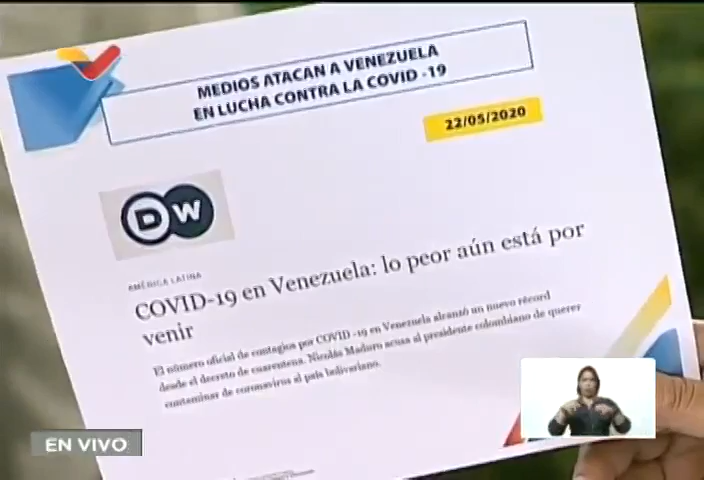 MEDIOS ATACAN A VENEZUELA
EN LUCHA CONTRA LA COVID -19
22/05/2020
DW
AMÉRICA LATINA
COVID-19 en Venezuela: lo peor aún está por
venir
El número oficial de contagios por COVID-19 en Venezuela alcanzó un nuevo récord
desde el decreto de cuarentena. Nicolás Maduro acusa al presidente colombiano de querer
contaminar de coronavirus al país bolivariano.
EN VIVO